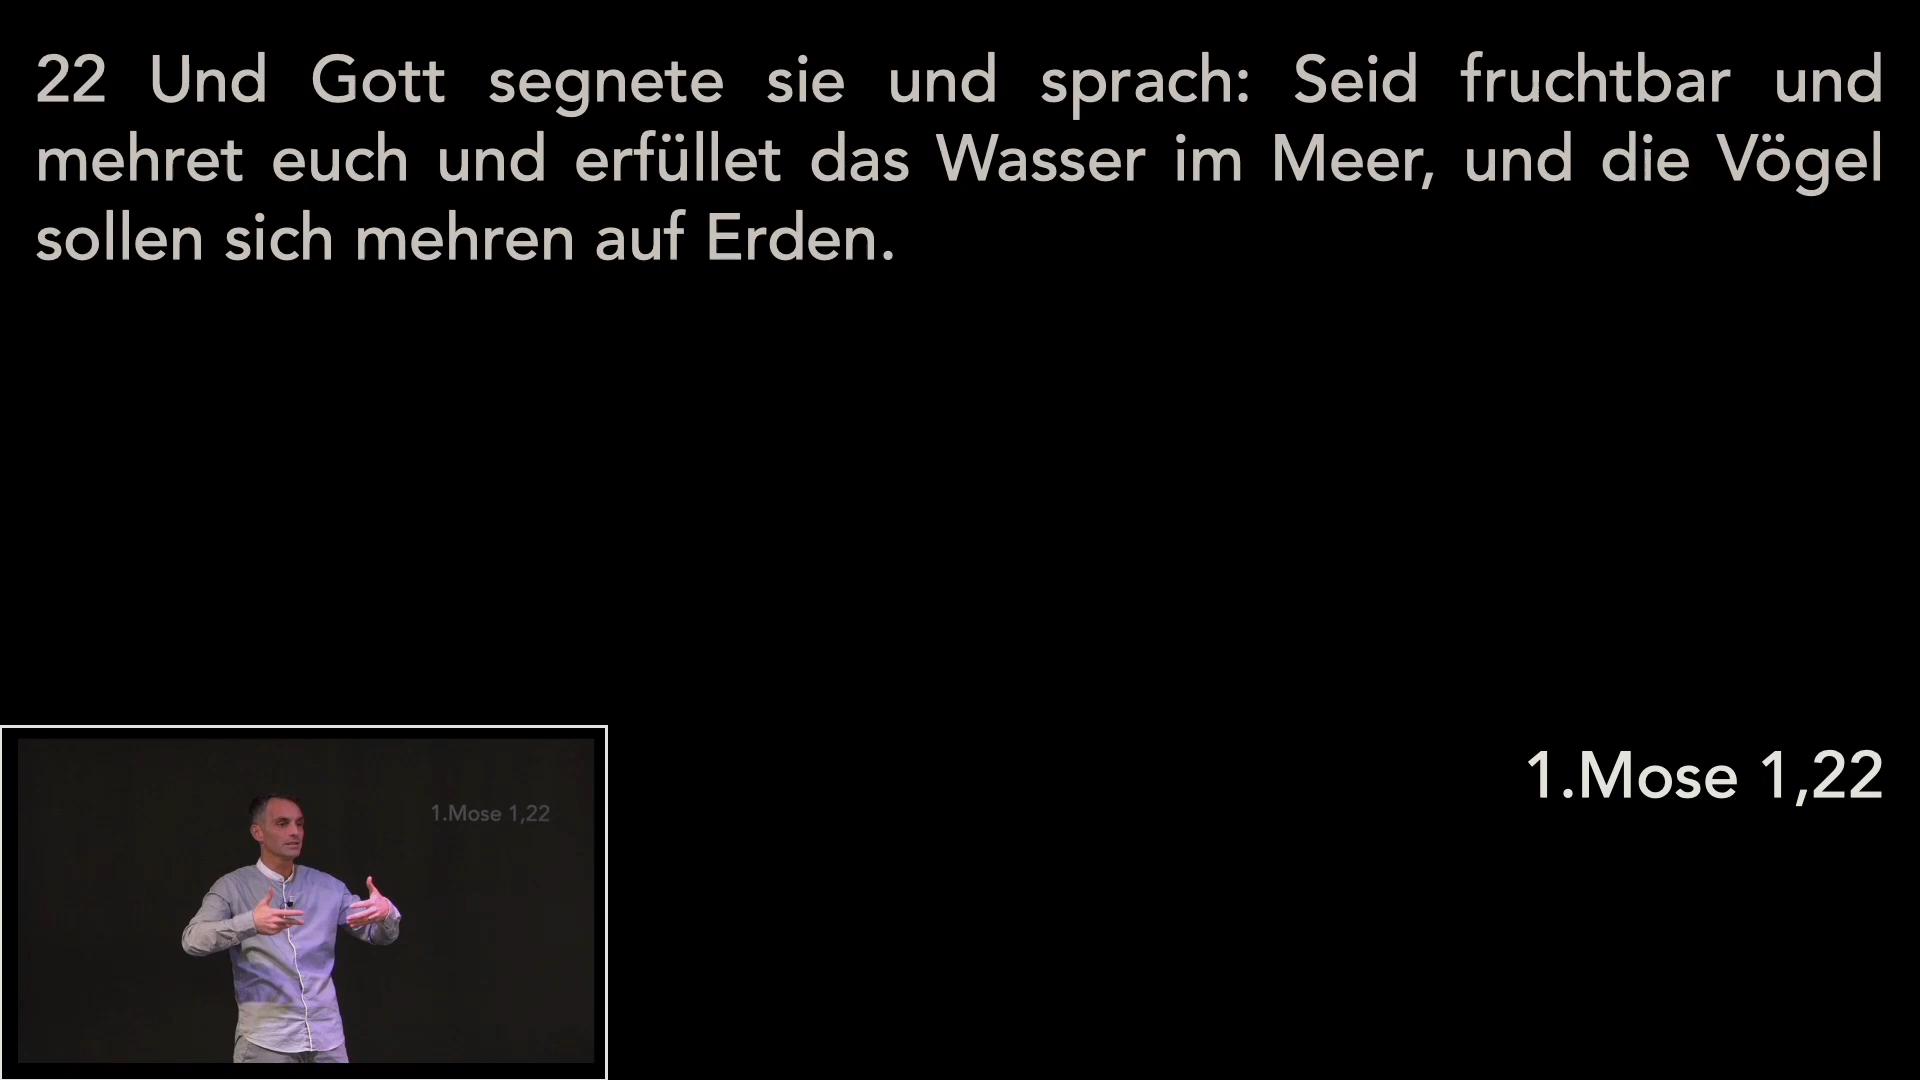 22 Und Gott segnete sie und sprach: Seid fruchtbar und
mehret euch und erfüllet das Wasser im Meer, und die Vögel
sollen sich mehren auf Erden.
1.Mose 1,22
1.Mose 1,22